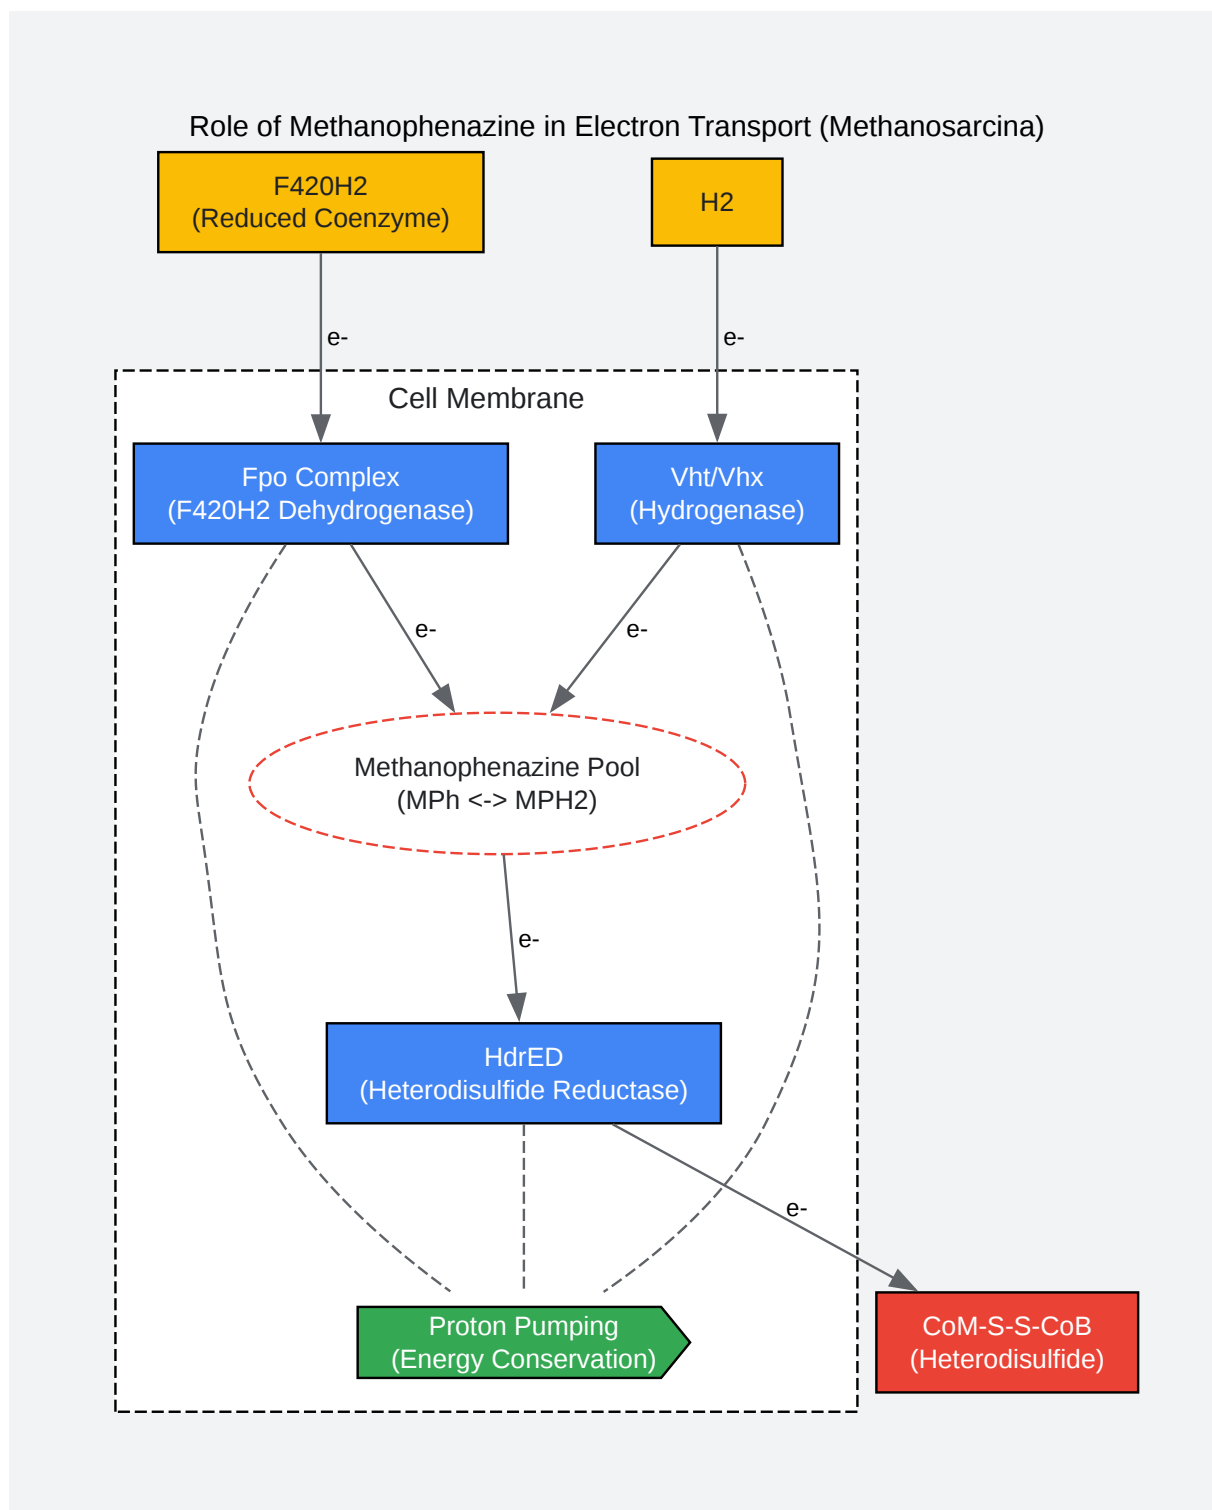 Role of Methanophenazine in Electron Transport (Methanosarcina)
F420H2
(Reduced Coenzyme)
H2
e-
e-
Cell Membrane
Fpo Complex
(F420H2 Dehydrogenase)
Vht/Vhx
(Hydrogenase)
e-
e-
Methanophenazine Pool
(MPh <-> MPH2)
e-
HdrED
(Heterodisulfide Reductase)
e-
Proton Pumping
(Energy Conservation)
CoM-S-S-CoB
(Heterodisulfide)